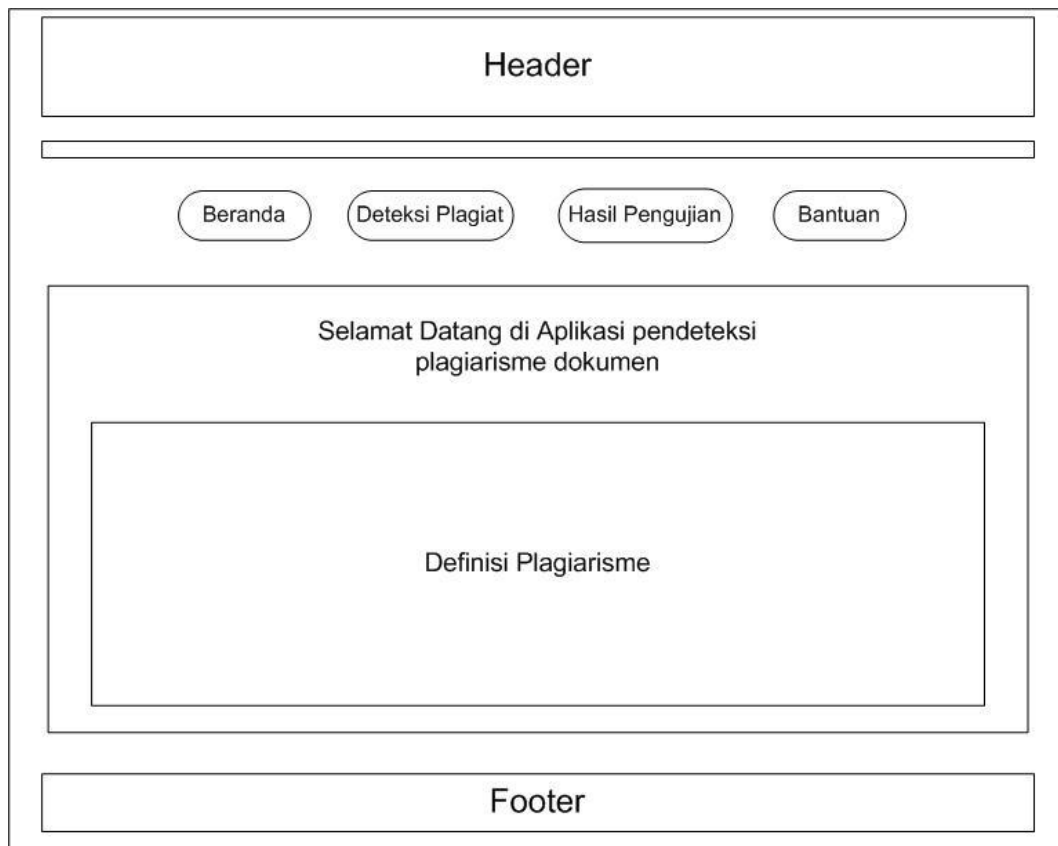 Header
Beranda
Deteksi Plagiat
Hasil Pengujian
Bantuan
Selamat Datang di Aplikasi pendeteksi
plagiarisme dokumen
Definisi Plagiarisme
Footer